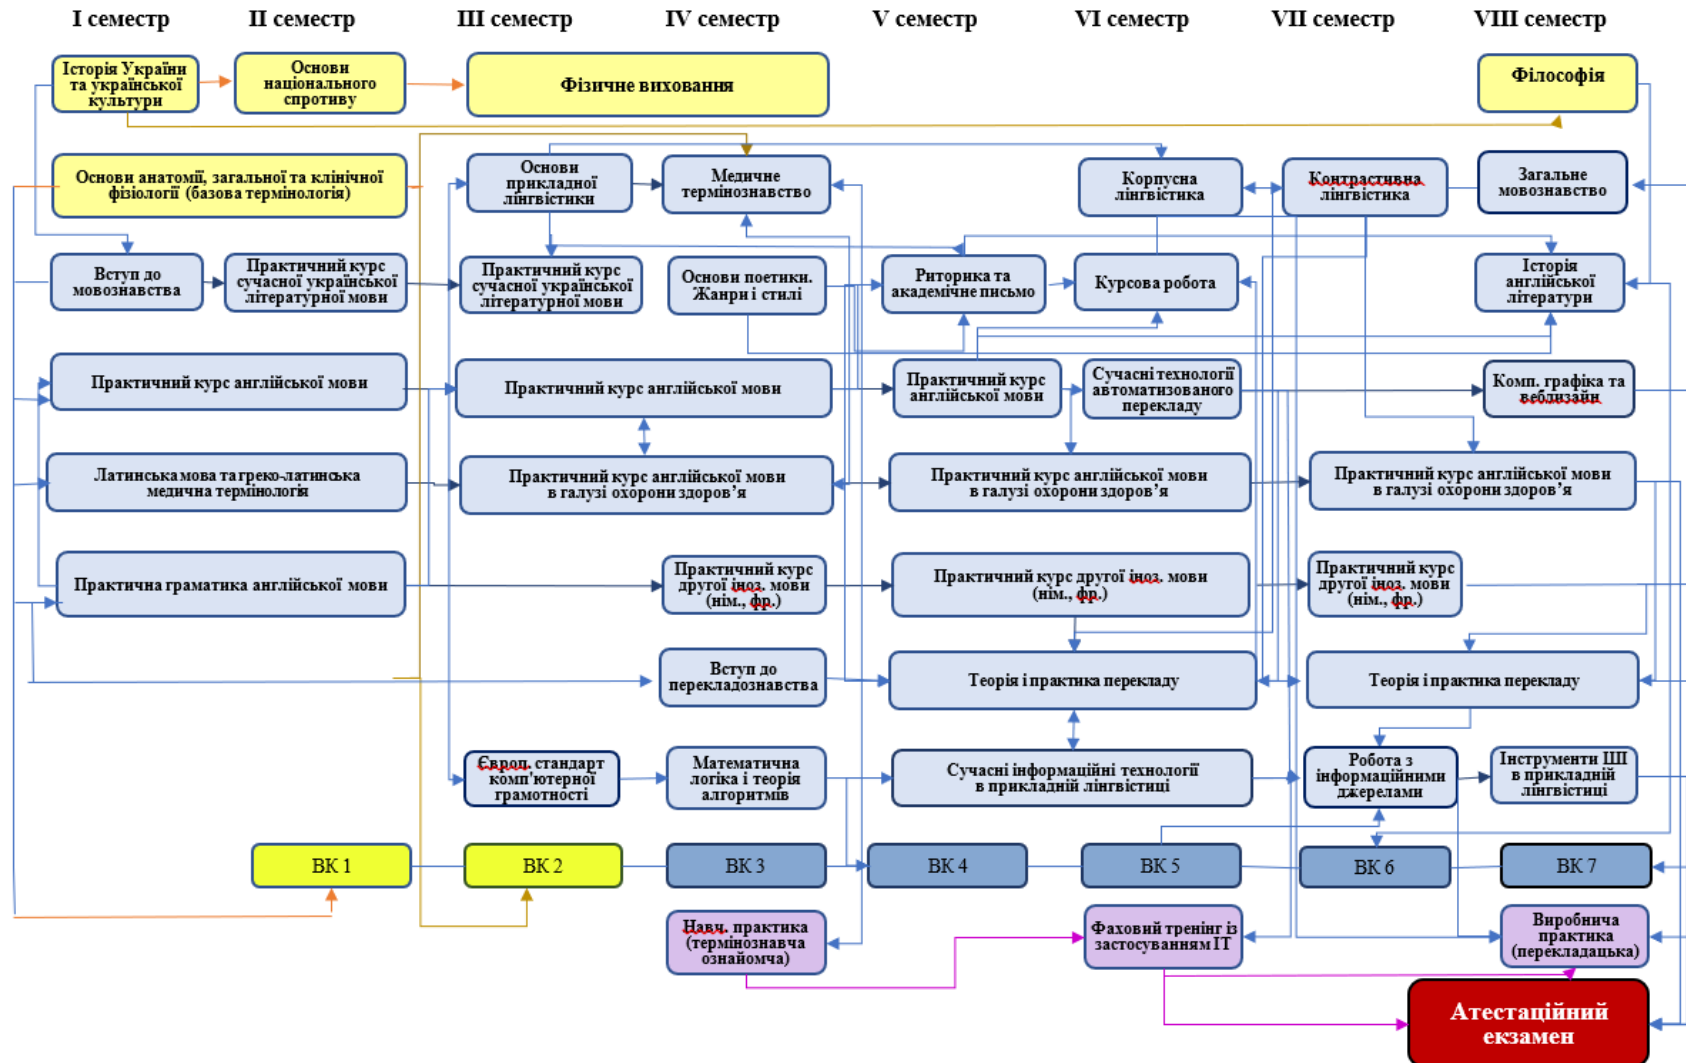 I семестр
II семестр
III семестр
IV семестр
V семестр
VI семестр
VII семестр
VIII семестр
Історія України
та української
культури
Основи
національного
спротиву
Фізичне виховання
Філософія
Основи анатомії, загальної та клінічної
фізіології (базова термінологія)
Основи
прикладної
лінгвістики
Медичне
термінознавство
Корпусна
лінгвістика
Контрастивна
лінгвістика
Загальне
мовознавство
Вступ до
мовознавства
Практичний курс
сучасної української
літературної мови
Практичний курс
сучасної української
літературної мови
Основи поетики.
Жанри і стилі
Риторика та
академічне письмо
Курсова робота
Історія
англійської
літератури
Практичний курс англійської мови
Практичний курс англійської мови
Практичний курс
англійської мови
Сучасні технології
автоматизованого
перекладу
Комп. графіка та
веблизайн
Латинська мова та греко-латинська
медична термінологія
Практичний курс англійської мови
в галузі охорони здоров’я
Практичний курс англійської мови
в галузі охорони здоров’я
Практичний курс англійської мови
в галузі охорони здоров’я
Практична граматика англійської мови
Практичний курс
другої іноз. мови
(нім., фр.)
Практичний курс другої іноз. мови
(нім., фр.)
Практичний курс
другої іноз. мови
(нім., фр.)
Вступ до
перекладознавства
Теорія і практика перекладу
Теорія і практика перекладу
Європ. стандарт
комп'ютерної
грамотності
Математична
логіка і теорія
алгоритмів
Сучасні інформаційні технології
в прикладній лінгвістиці
Робота з
інформаційними
джерелами
Інструменти ШІ
в прикладній
лінгвістиці
ВК 1
ВК 2
ВК 3
ВК 4
ВК 5
ВК 6
ВК 7
Навч. практика
(термінознавча
ознайомча)
Фаховий тренінг із
застосуванням ІТ
Виробнича
практика
(перекладацька)
Атестаційний
екзамен